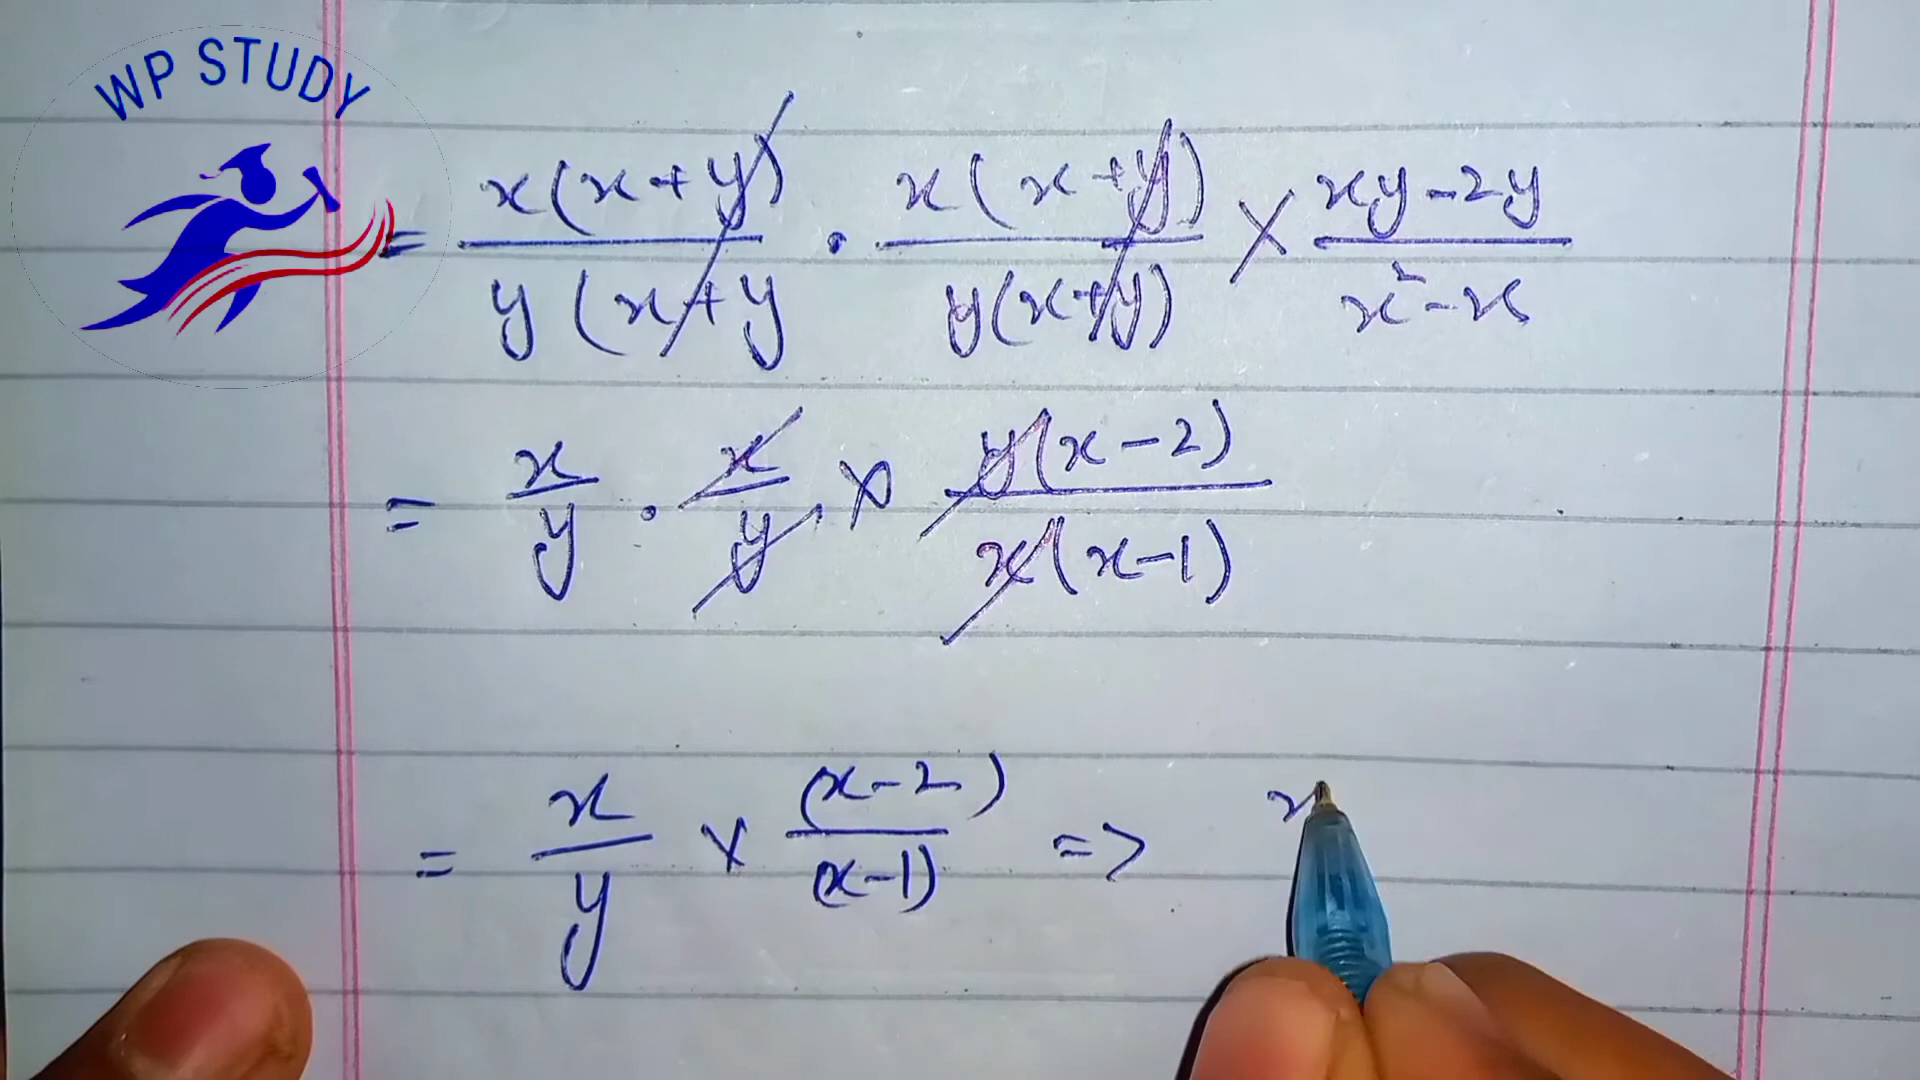 WP STUDY
= x(x+y)/y(x+y · x(x+y)/y(x+y) × xy-2y/x²-x
= x/y · x/y × y(x-2)/x(x-1)
= x/y × (x-2)/(x-1) => x